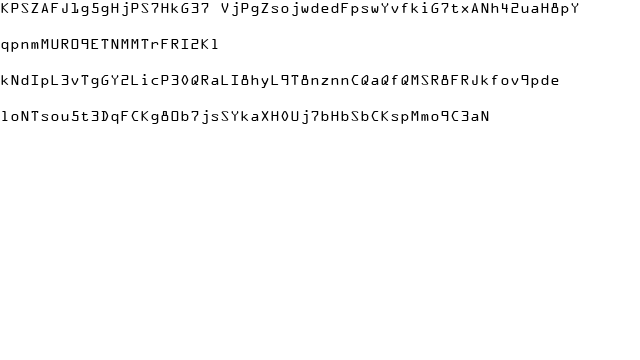 KPSZAFJ1g5gHjPS7HkG37 VjPgZsojwdedFpswYvfkiG7txANh42uaH8pY
qpnmMURO9ETNMMTrFRI2K1
kNdIpL3vTgGY2LicP30QRaLI8hyL9T8nznnCQaQfQMSR8FRJkfov9pde
loNTsou5t3DqFCKg8Ob7jsSYkaXH0Uj7bHbSbCKspMmo9C3aN